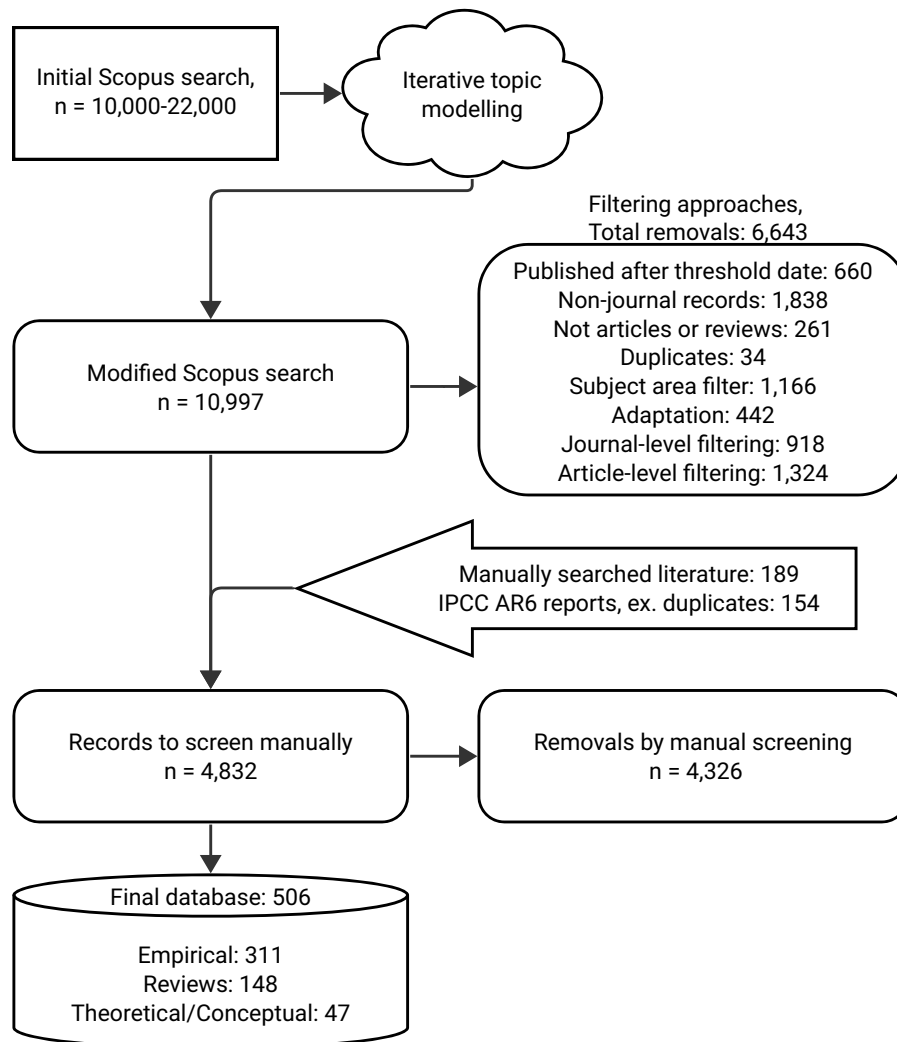 Initial Scopus search,
n = 10,000-22,000
Iterative topic
modelling
Filtering approaches,
Total removals: 6,643
Published after threshold date: 660
Non-journal records: 1,838
Not articles or reviews: 261
Duplicates: 34
Subject area filter: 1,166
Adaptation: 442
Journal-level filtering: 918
Article-level filtering: 1,324
Modified Scopus search
n = 10,997
Manually searched literature: 189
IPCC AR6 reports, ex. duplicates: 154
Records to screen manually
n = 4,832
Removals by manual screening
n = 4,326
Final database: 506
Empirical: 311
Reviews: 148
Theoretical/Conceptual: 47